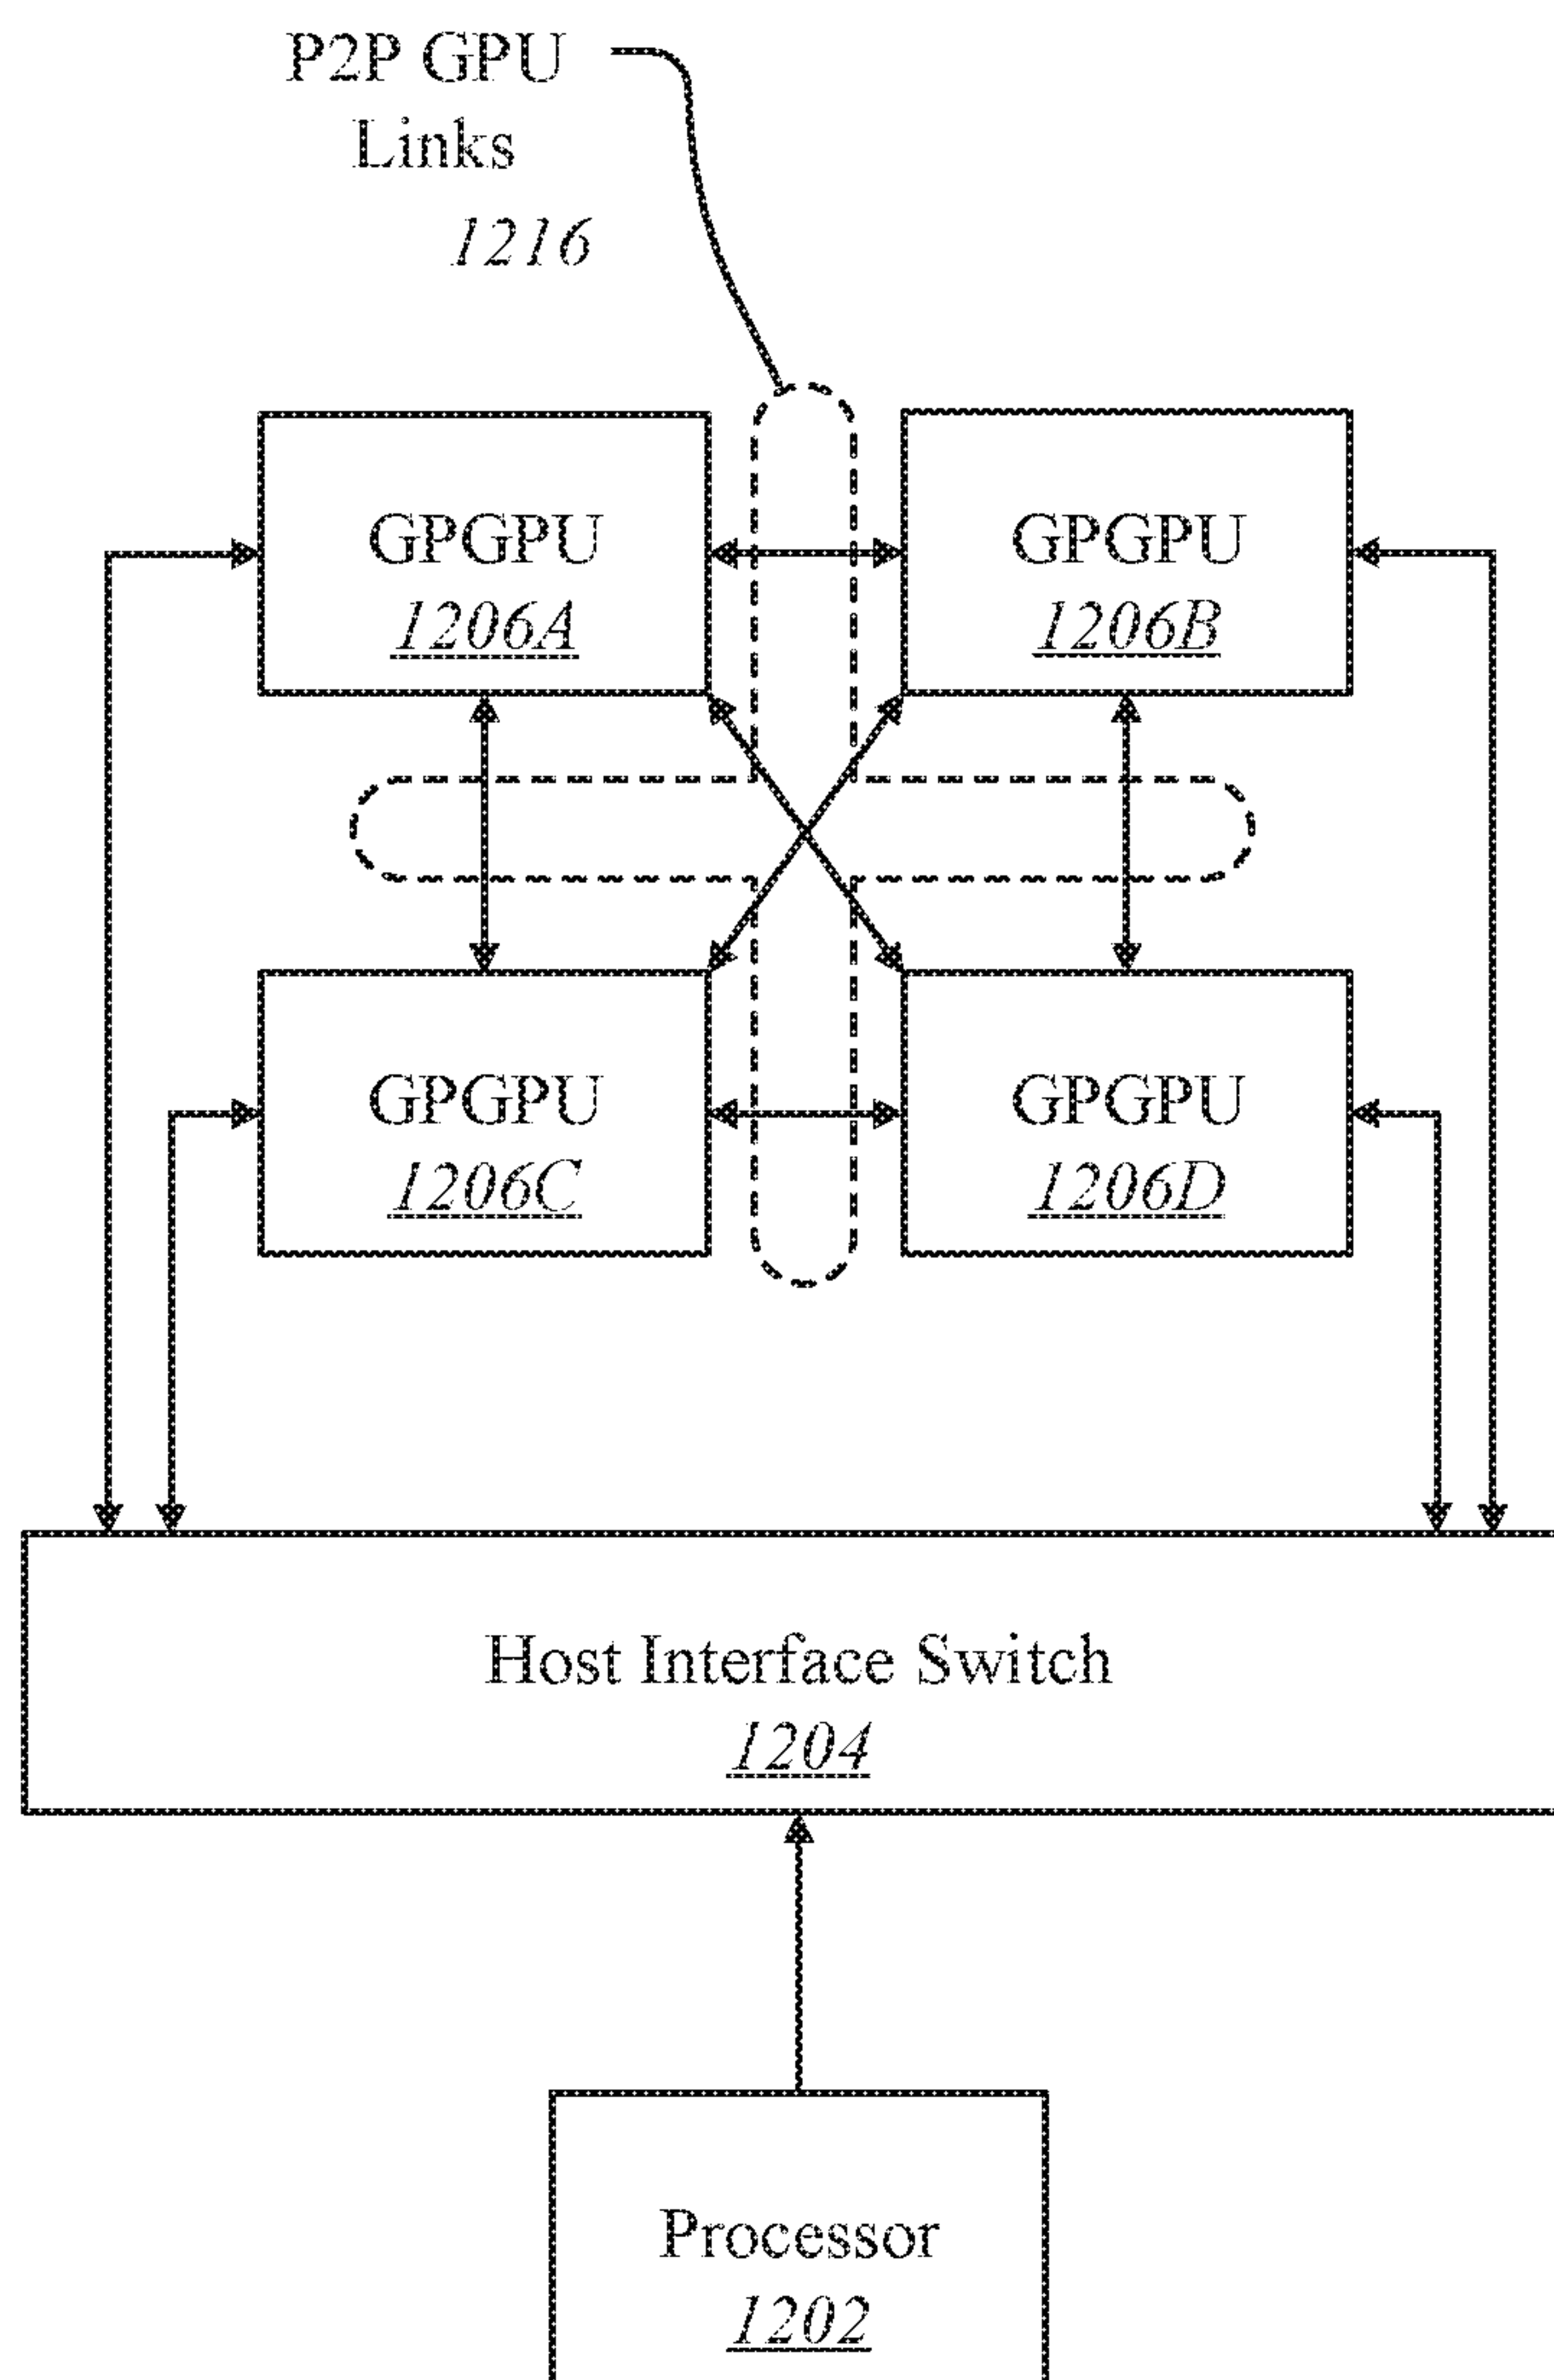 P2P GPU
Links
1216
GPGPU
1206A
GPGPU
1206B
GPGPU
1206C
GPGPU
1206D
Host Interface Switch
1204
Processor
1202